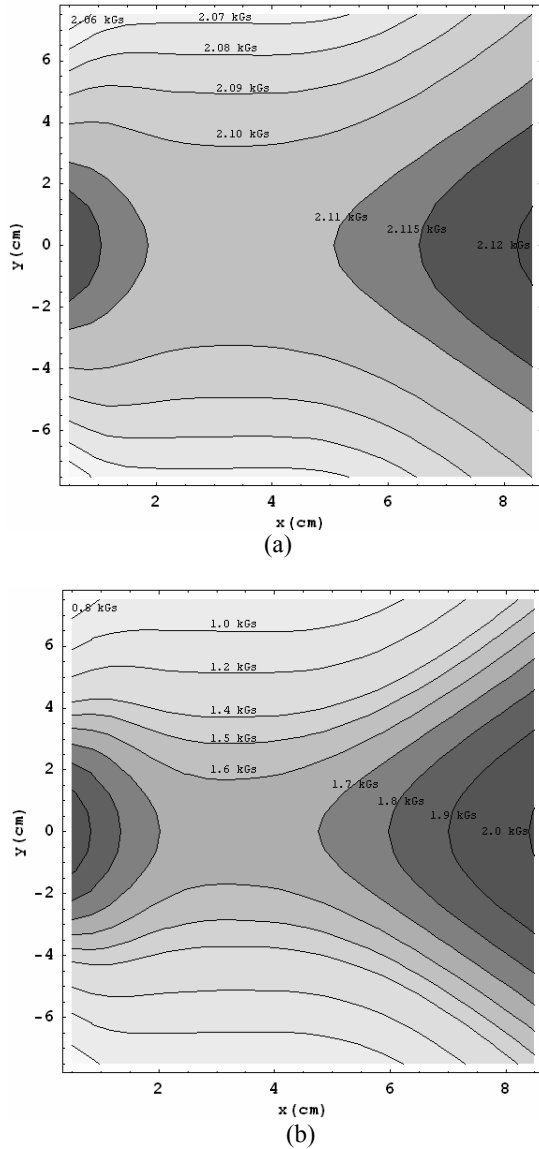 2.06 kGs
2.07 kGs
2.08 kGs
2.09 kGs
2.10 kGs
2.11 kGs
2.115 kGs
2.12 kGs
6
4
2
0
-2
-4
-6
y(cm)
2 4 6 8
x(cm)
(a)
0.8 kGs
1.0 kGs
1.2 kGs
1.4 kGs
1.5 kGs
1.6 kGs
1.7 kGs
1.8 kGs
1.9 kGs
2.0 kGs
6
4
2
0
-2
-4
-6
y(cm)
2 4 6 8
x(cm)
(b)